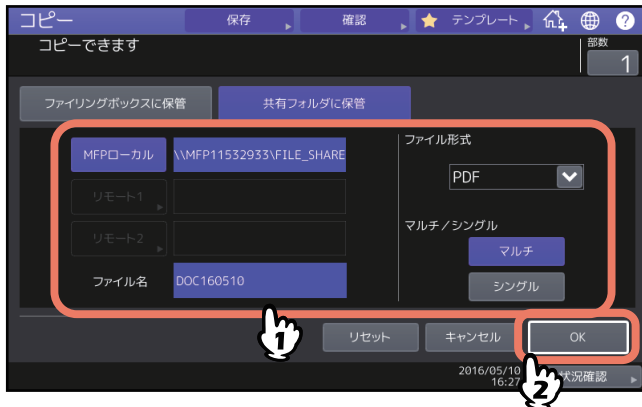 コピー 保存 確認 テンプレート ?
コピーできます 部数
1
ファイリングボックスに保管 共有フォルダに保管
MFPローカル \\MFP11532933\FILE_SHARE
リモート1
リモート2
ファイル名 DOC160510
ファイル形式
PDF
マルチ／シングル
マルチ
シングル
1
リセット キャンセル OK
2016/05/10
16:27
状況確認
2